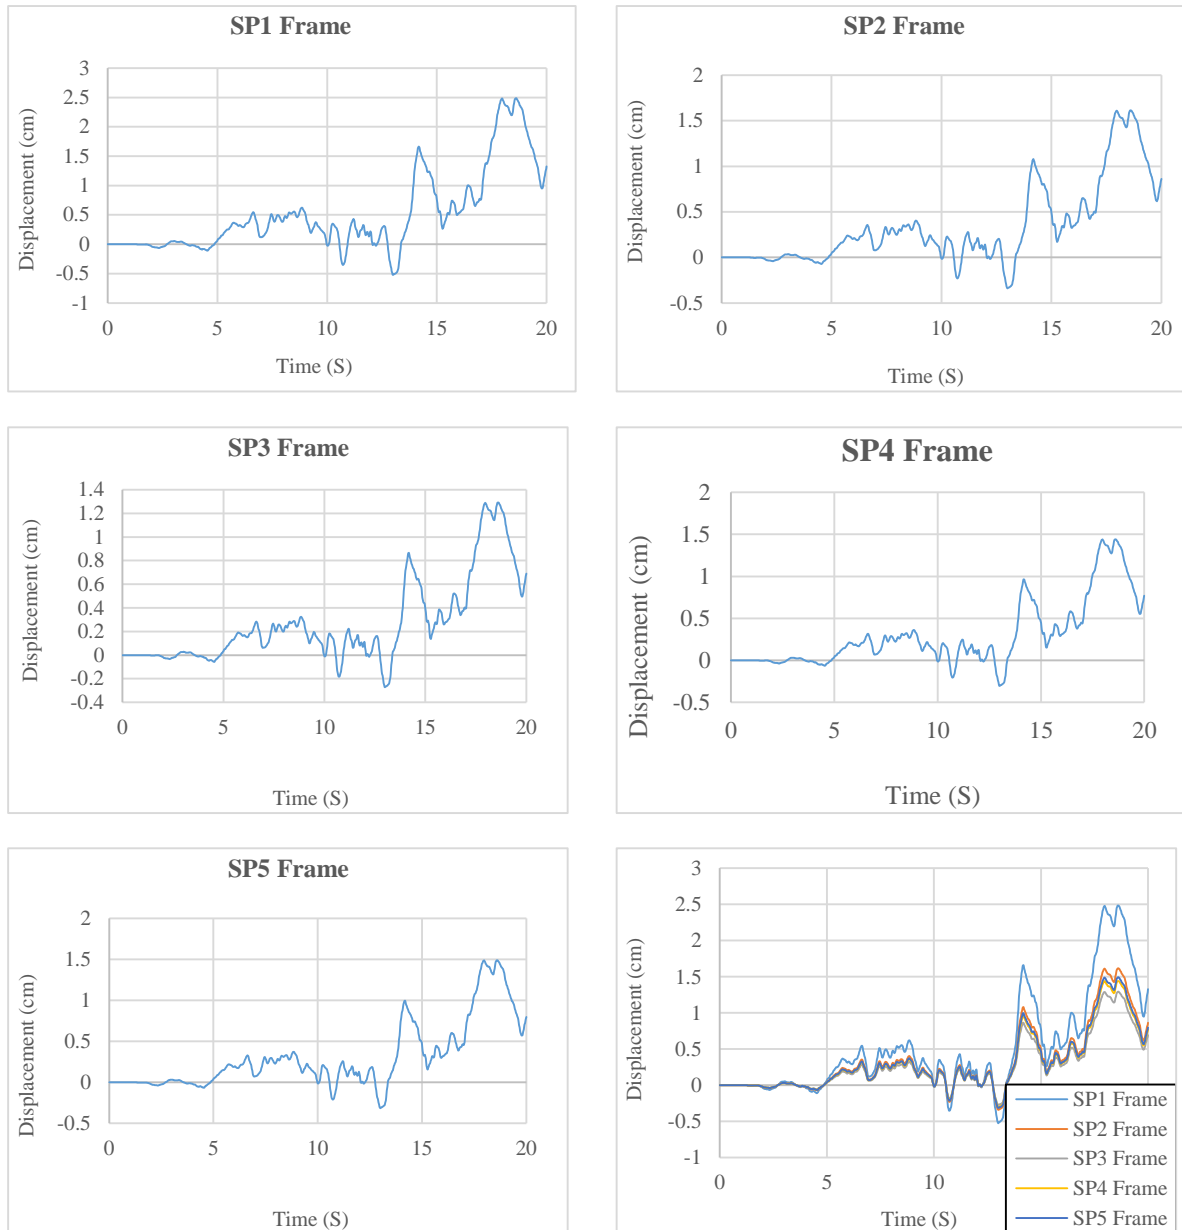 SP1 Frame
Displacement (cm)
3
2.5
2
1.5
1
0.5
0
-0.5
-1
0 5 10 15 20
Time (S)
SP2 Frame
Displacement (cm)
2
1.5
1
0.5
0
-0.5
0 5 10 15 20
Time (S)
SP3 Frame
Displacement (cm)
1.4
1.2
1
0.8
0.6
0.4
0.2
0
-0.2
-0.4
0 5 10 15 20
Time (S)
SP4 Frame
Displacement (cm)
2
1.5
1
0.5
0
-0.5
0 5 10 15 20
Time (S)
SP5 Frame
Displacement (cm)
2
1.5
1
0.5
0
-0.5
0 5 10 15 20
Time (S)
Displacement (cm)
3
2.5
2
1.5
1
0.5
0
-0.5
-1
0 5 10
Time (S)
SP1 Frame
SP2 Frame
SP3 Frame
SP4 Frame
SP5 Frame